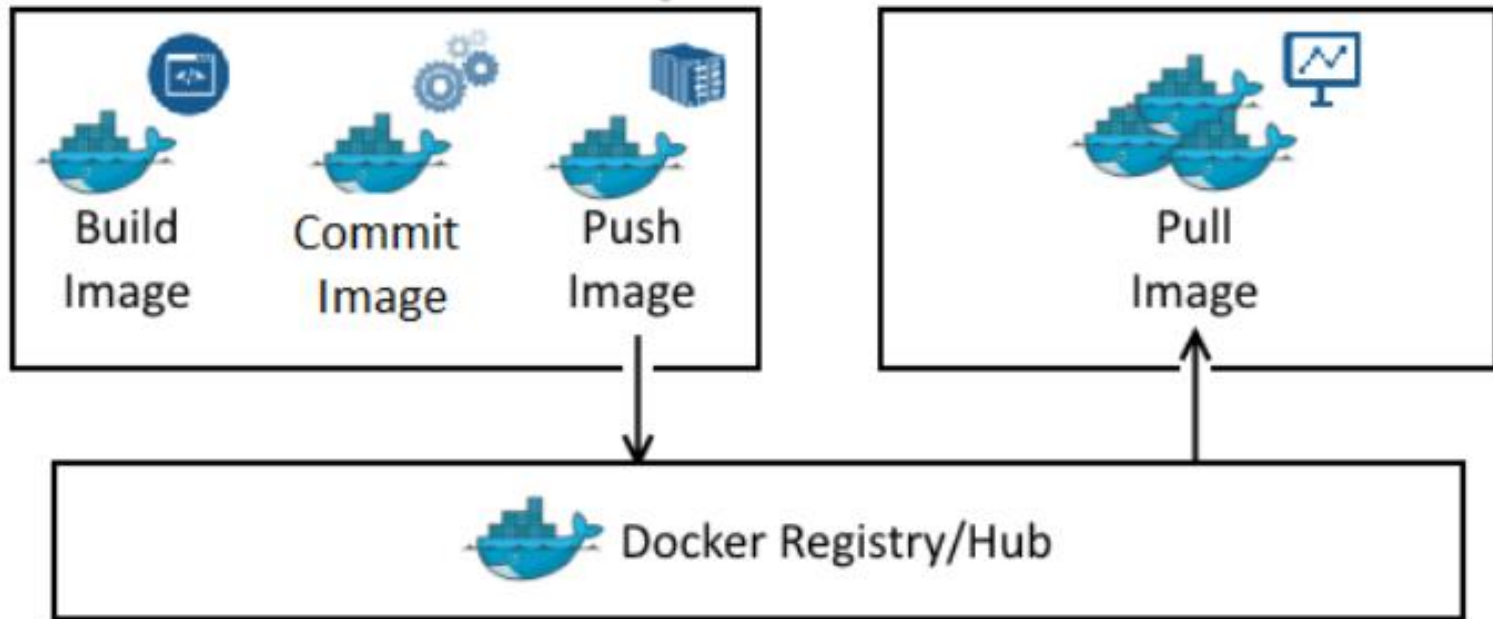 Build
Image
Commit
Image
Push
Image
Pull
Image
Docker Registry/Hub